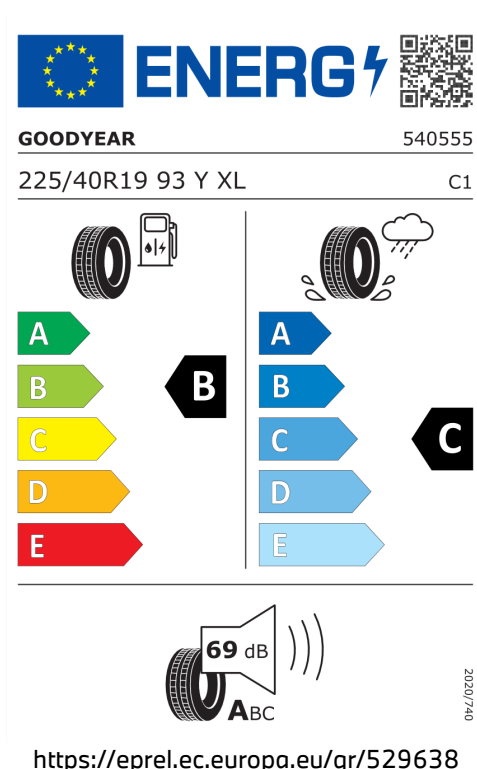 ENERG
GOODYEAR 540555
225/40R19 93 Y XL C1
A A
B B B
C C C
D D
E E
69 dB
ABC
2020/740
https://eprel.ec.europa.eu/qr/529638